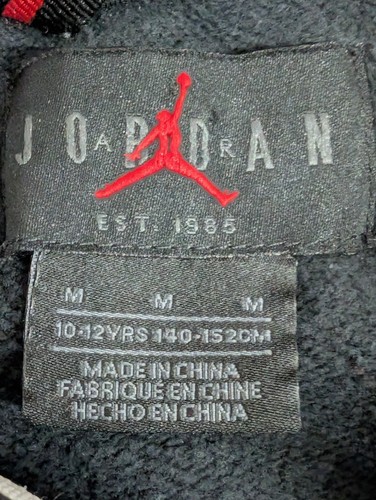 JORDAN
AIR
EST. 1985
M M M
10-12YRS 140-152CM
MADE IN CHINA
FABRIQUÉ EN CHINE
HECHO EN CHINA